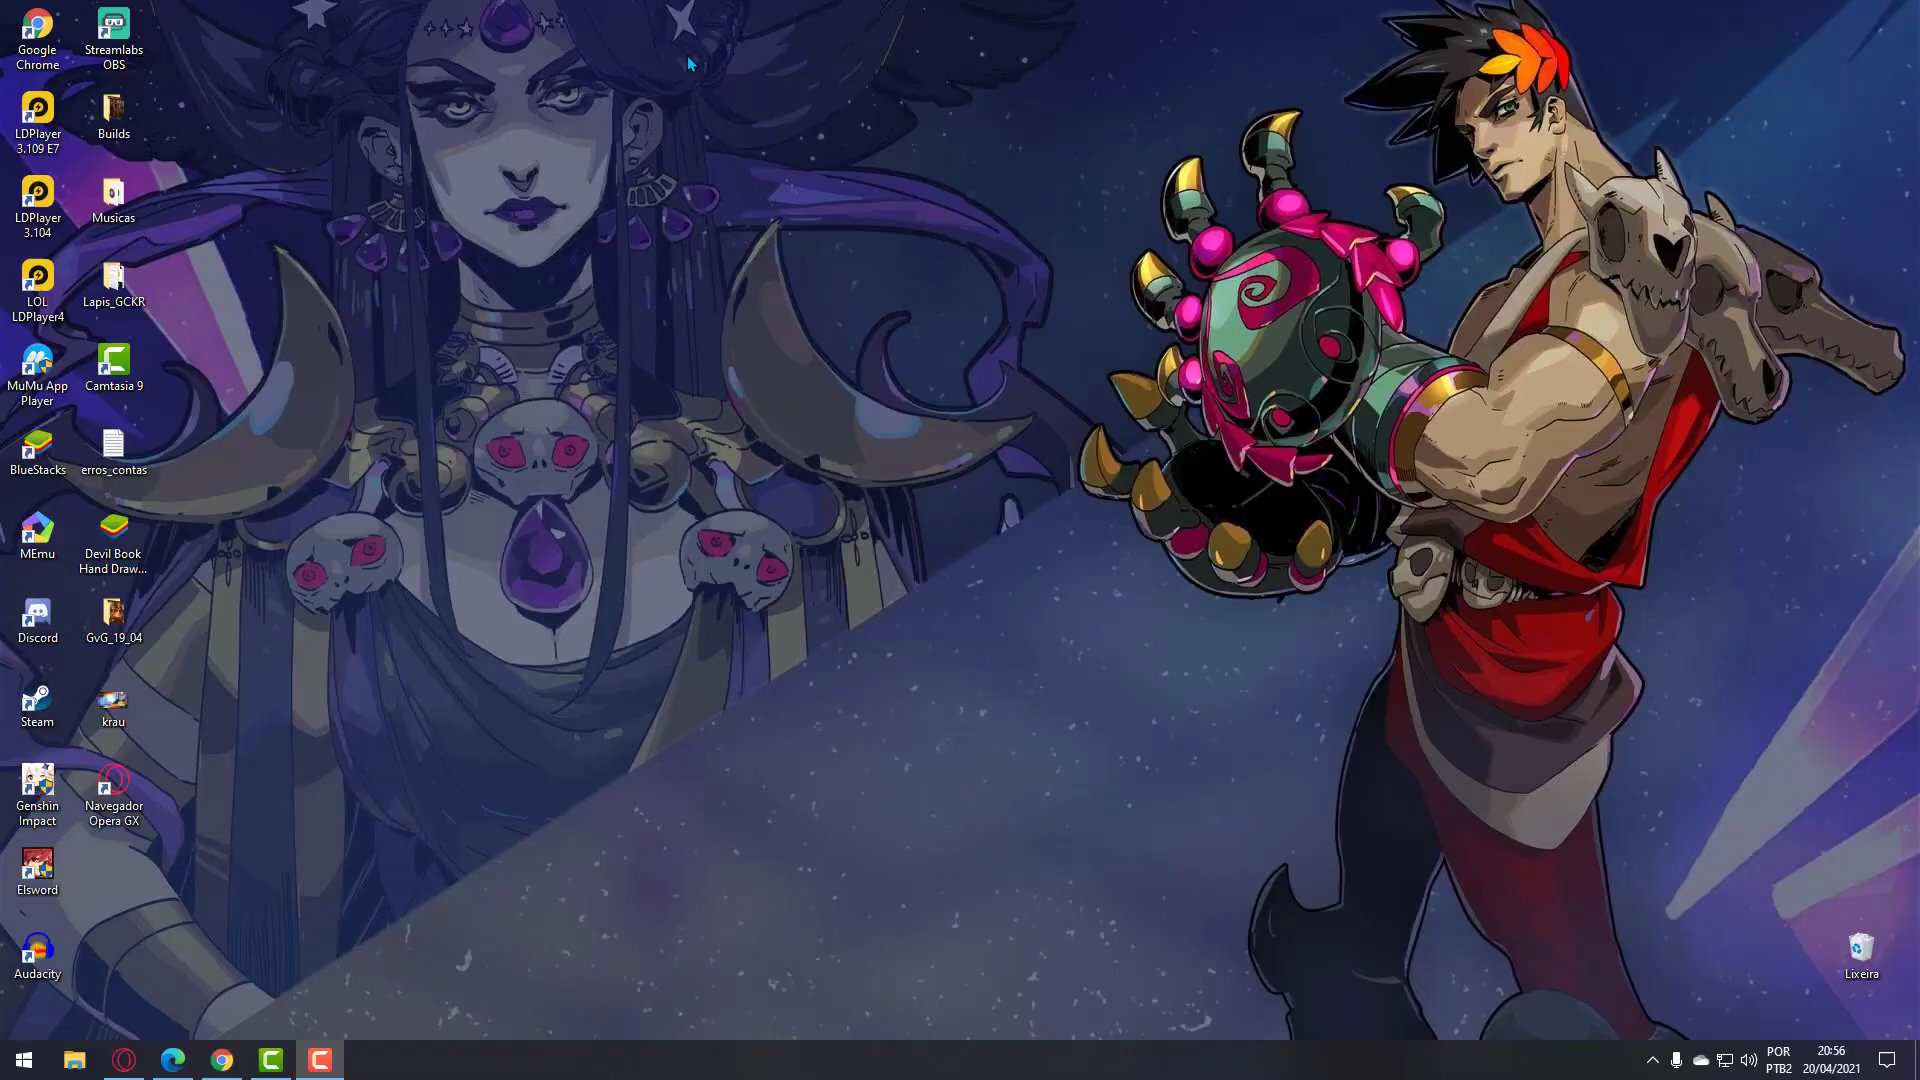 Google
Chrome
Streamlabs
OBS
LDPlayer
3.109 E7
Builds
LDPlayer
3.104
Musicas
LOL
LDPlayer4
Lapis_GCKR
MuMu App
Player
Camtasia 9
BlueStacks
erros_contas
MEmu
Devil Book
Hand Draw...
Discord
GvG_19_04
Steam
krau
Genshin
Impact
Navegador
Opera GX
Elsword
Audacity
Lixeira
POR
PTB2
20:56
20/04/2021